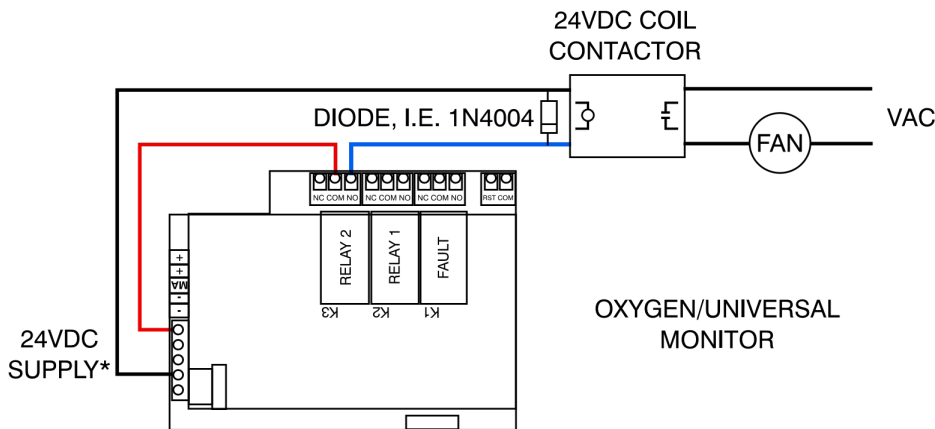 24VDC COIL
CONTACTOR
DIODE, I.E. 1N4004
VAC
FAN
NC COM NO
NC COM NO
NC COM NO
RST COM
RELAY 2
RELAY 1
FAULT
K3
K2
K1
+
+
MA
-
-
24VDC
SUPPLY*
OXYGEN/UNIVERSAL
MONITOR